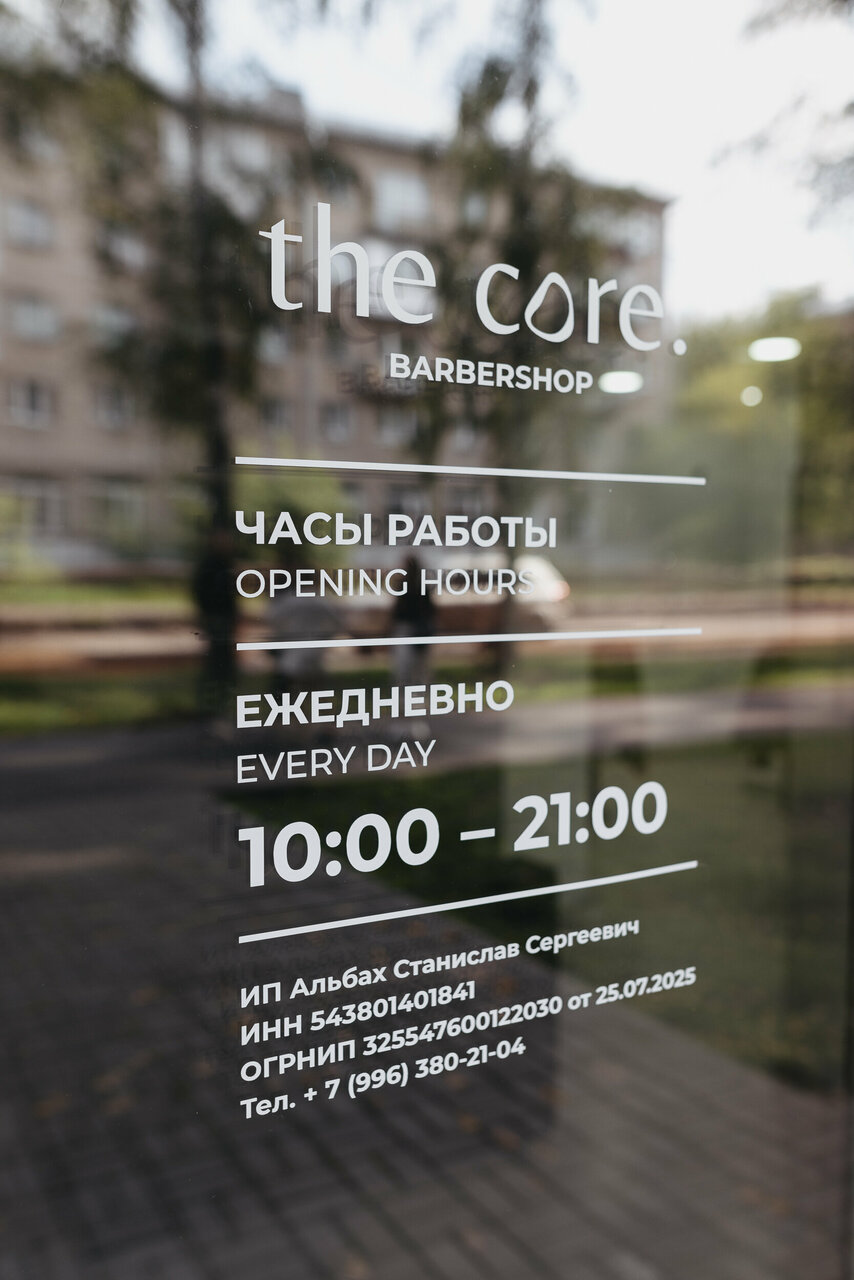 the core.
BARBERSHOP
ЧАСЫ РАБОТЫ
OPENING HOURS
ЕЖЕДНЕВНО
EVERY DAY
10:00 – 21:00
ИП Альбах Станислав Сергеевич
ИНН 543801401841
ОГРНИП 325547600122030 от 25.07.2025
Тел. + 7 (996) 380-21-04